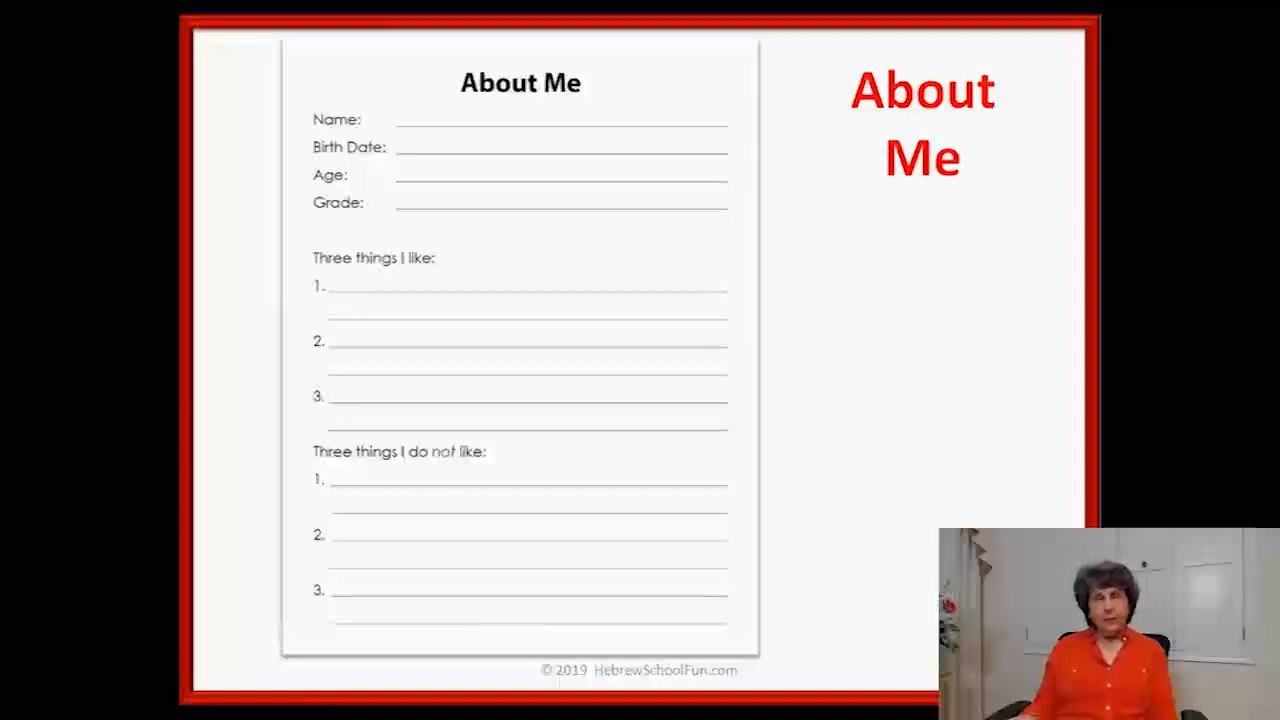 About Me
Name:
Birth Date:
Age:
Grade:
Three things I like:
1.
2.
3.
Three things I do not like:
1.
2.
3.
© 2019 HebrewSchoolFun.com
About
Me